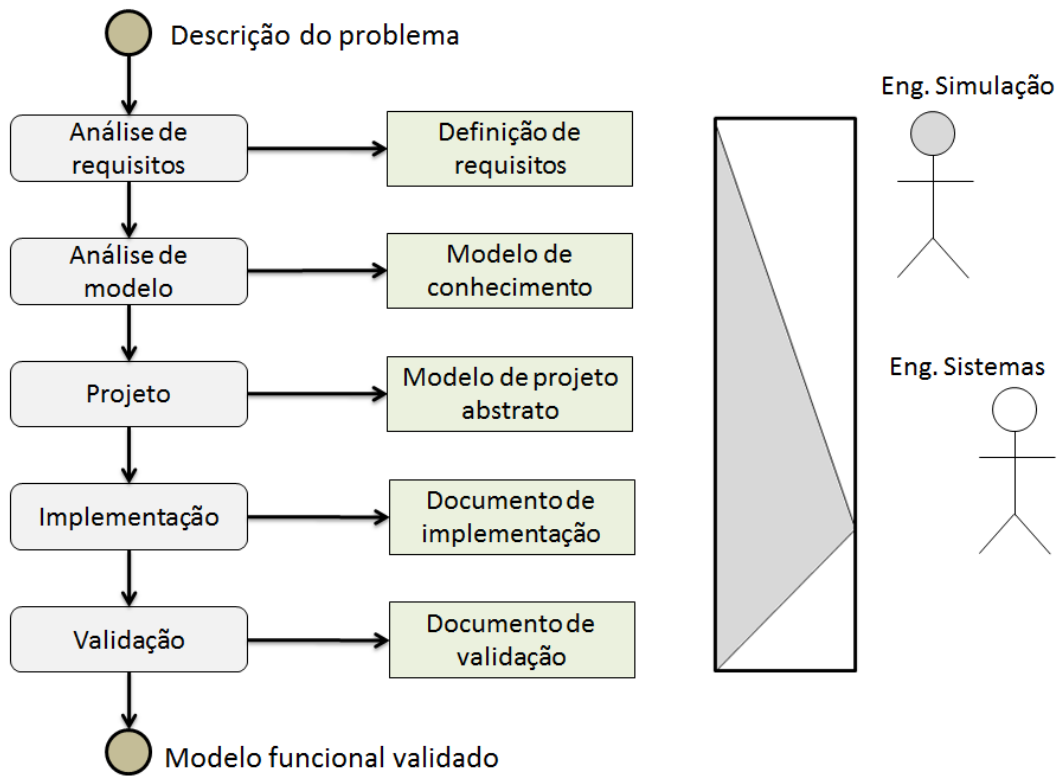 Descrição do problema
Eng. Simulação
Análise de
requisitos
Definição de
requisitos
Análise de
modelo
Modelo de
conhecimento
Eng. Sistemas
Projeto
Modelo de projeto
abstrato
Implementação
Documento de
implementação
Validação
Documento de
validação
Modelo funcional validado